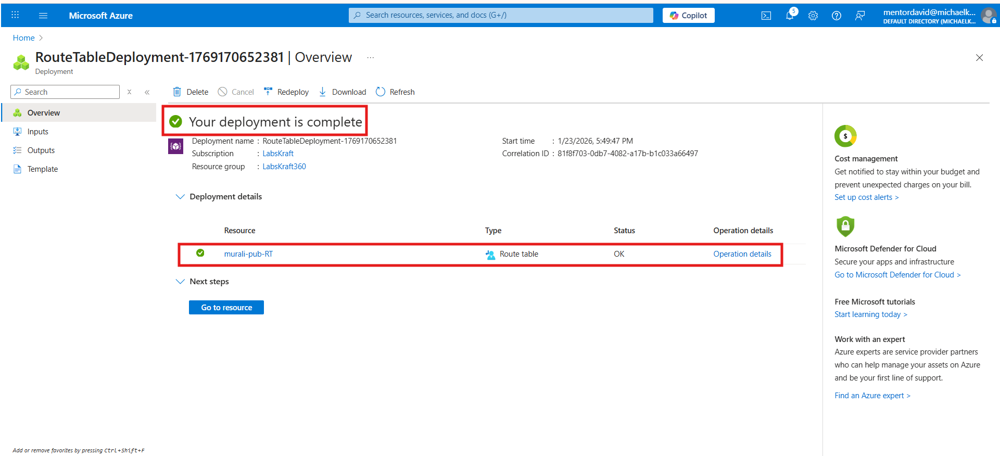 Microsoft Azure
Search resources, services, and docs (G+/)
Copilot
5
mentordavid@michaelk...
DEFAULT DIRECTORY (MICHAELK...
Home
RouteTableDeployment-1769170652381 | Overview ...
Deployment
Search
Delete
Cancel
Redeploy
Download
Refresh
Overview
Inputs
Outputs
Template
Your deployment is complete
Deployment name : RouteTableDeployment-1769170652381
Subscription : LabsKraft
Resource group : LabsKraft360
Start time : 1/23/2026, 5:49:47 PM
Correlation ID : 81f8f703-0db7-4082-a17b-b1c033a66497
Deployment details
Resource Type Status Operation details
murali-pub-RT Route table OK Operation details
Next steps
Go to resource
$
Cost management
Get notified to stay within your budget and
prevent unexpected charges on your bill.
Set up cost alerts >
Microsoft Defender for Cloud
Secure your apps and infrastructure
Go to Microsoft Defender for Cloud >
Free Microsoft tutorials
Start learning today >
Work with an expert
Azure experts are service provider partners
who can help manage your assets on Azure
and be your first line of support.
Find an Azure expert >
Add or remove favorites by pressing Ctrl+Shift+F